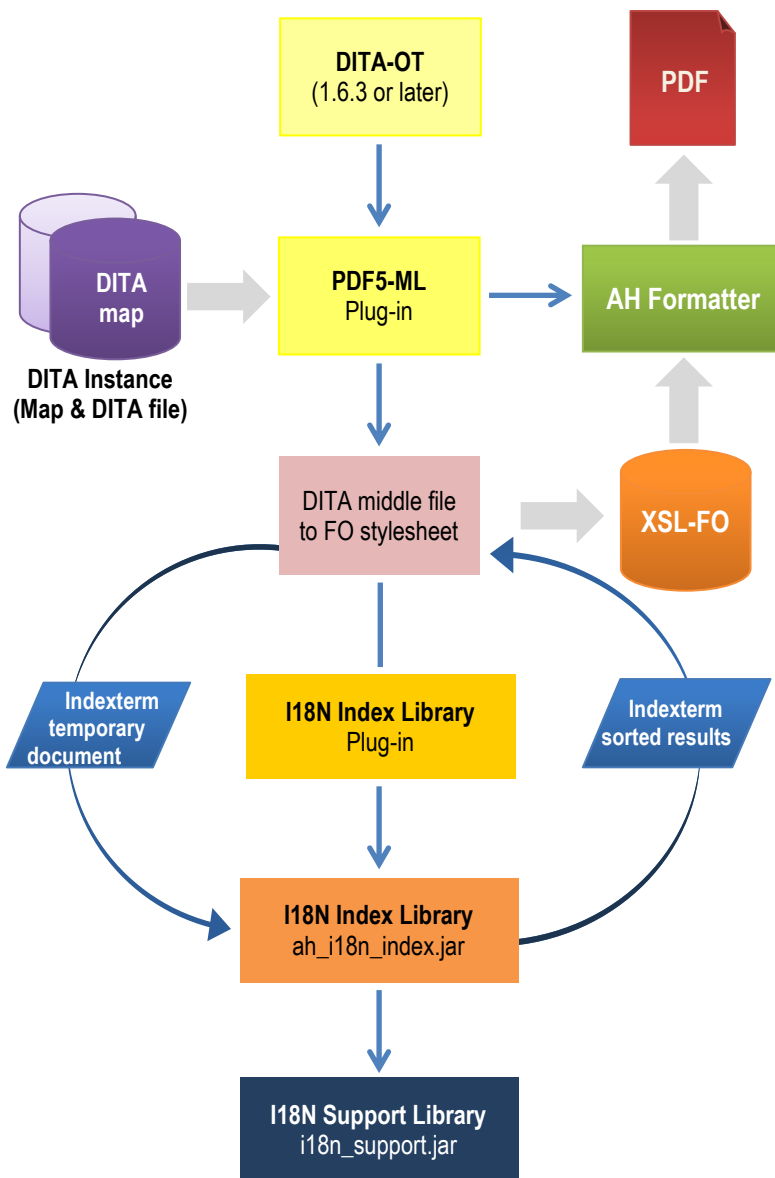 DITA-OT
(1.6.3 or later)
PDF
DITA
map
PDF5-ML
Plug-in
AH Formatter
DITA Instance
(Map & DITA file)
DITA middle file
to FO stylesheet
XSL-FO
Indexterm
temporary
document
I18N Index Library
Plug-in
Indexterm
sorted results
I18N Index Library
ah_i18n_index.jar
I18N Support Library
i18n_support.jar